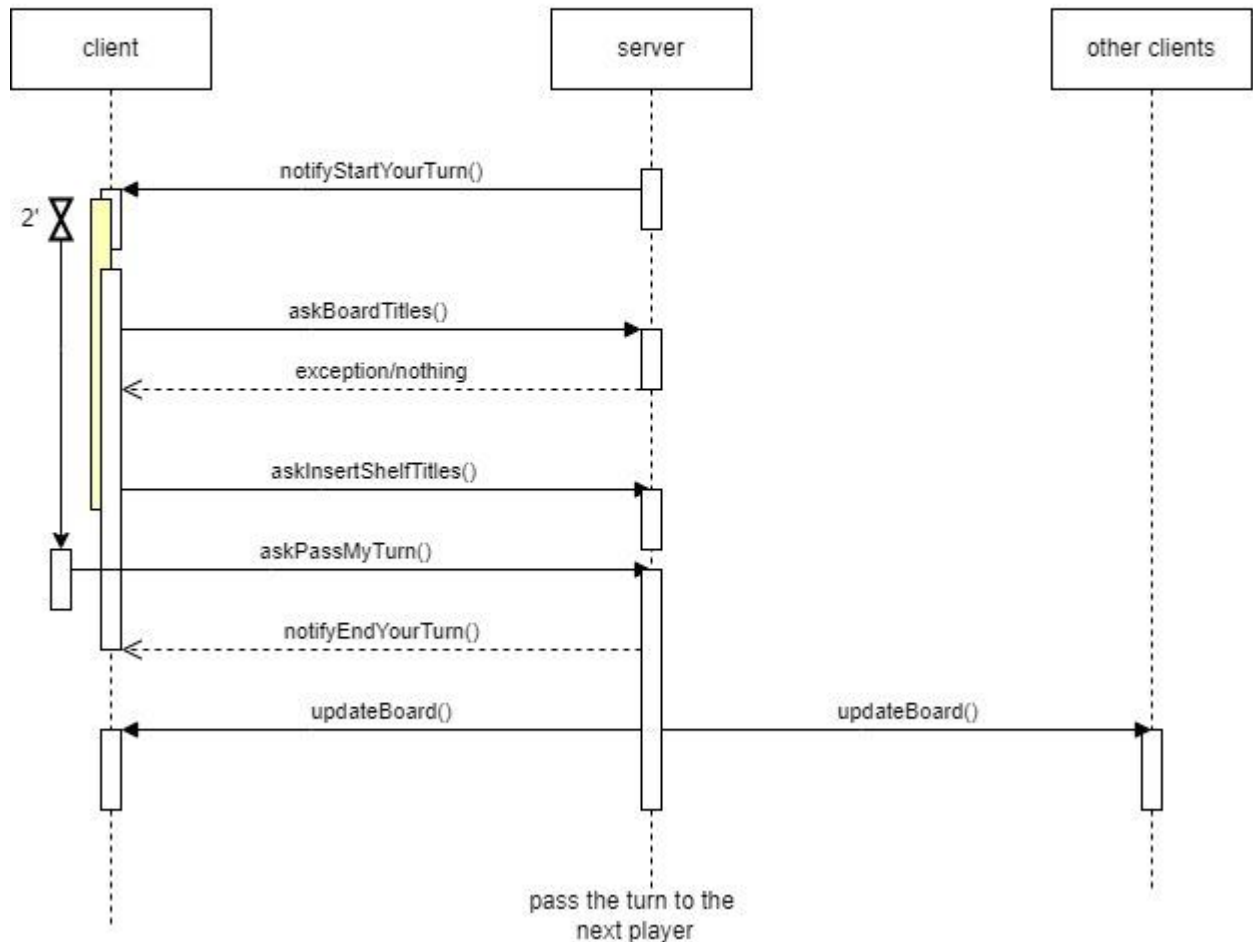 client
server
other clients
notifyStartYourTurn()
2'
askBoardTitles()
exception/nothing
askInsertShelfTitles()
askPassMyTurn()
notifyEndYourTurn()
updateBoard()
updateBoard()
pass the turn to the
next player